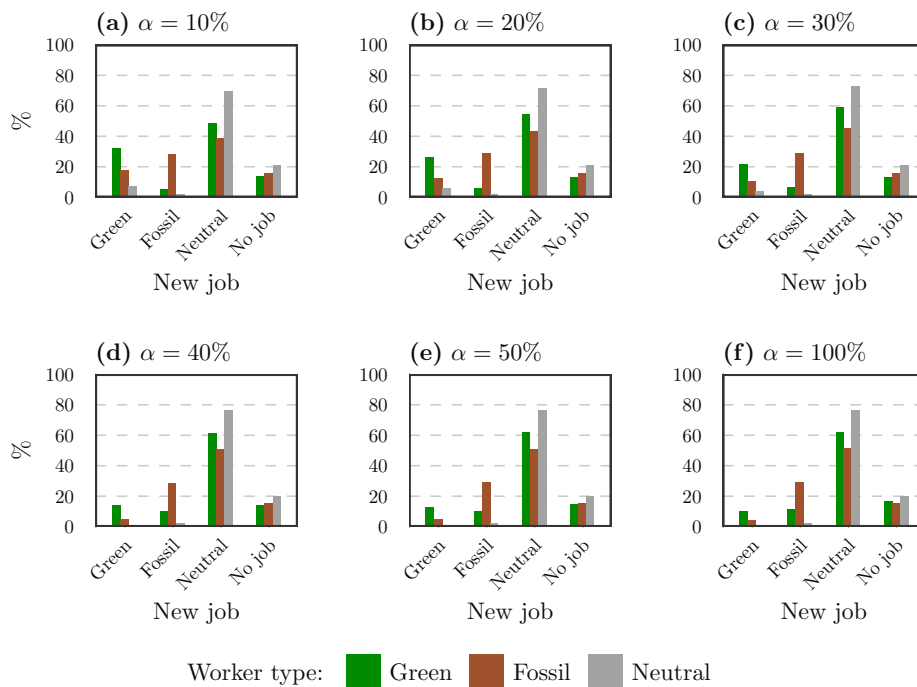 (a) α = 10%
(b) α = 20%
(c) α = 30%
%
100
80
60
40
20
0
Green
Fossil
Neutral
No job
New job
100
80
60
40
20
0
Green
Fossil
Neutral
No job
New job
100
80
60
40
20
0
Green
Fossil
Neutral
No job
New job
(d) α = 40%
(e) α = 50%
(f) α = 100%
%
100
80
60
40
20
0
Green
Fossil
Neutral
No job
New job
100
80
60
40
20
0
Green
Fossil
Neutral
No job
New job
100
80
60
40
20
0
Green
Fossil
Neutral
No job
New job
Worker type: Green Fossil Neutral